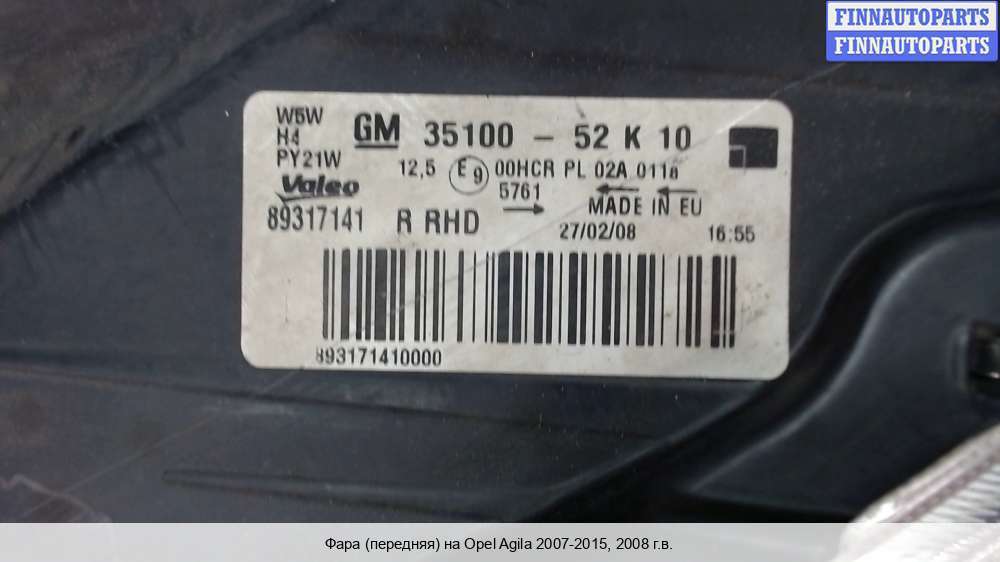 FINNAUTOPARTS
FINNAUTOPARTS
W5W
H4
PY21W
GM 35100 - 52 K 10
12,5 E9 00HCR PL 02A 0118
5761
Valeo
MADE IN EU
89317141 R RHD
27/02/08 16:55
893171410000
Фара (передняя) на Opel Agila 2007-2015, 2008 г.в.